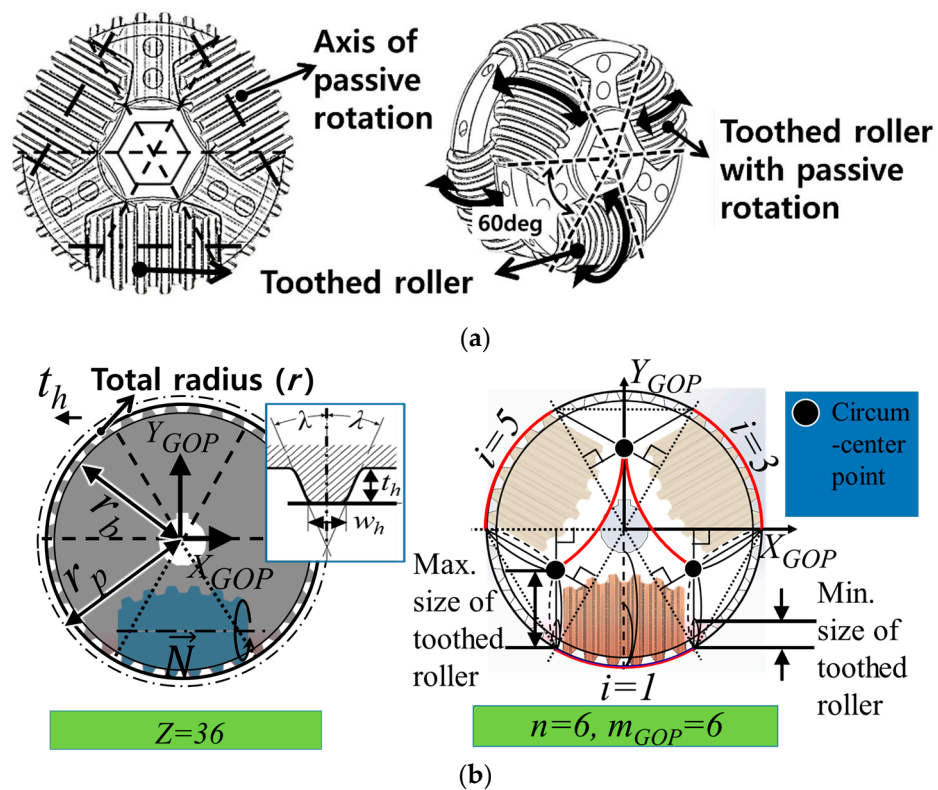 Axis of
passive
rotation
Toothed roller
with passive
rotation
60deg
Toothed roller
(a)
t_h
Total radius (r)
Y_GOP
λ λ
t_h
w_h
r_b
r_p
X_GOP
N
Z=36
Y_GOP
Circum
-center
point
i=5
i=3
X_GOP
Max.
size of
toothed
roller
Min.
size of
toothed
roller
i=1
n=6, m_GOP=6
(b)